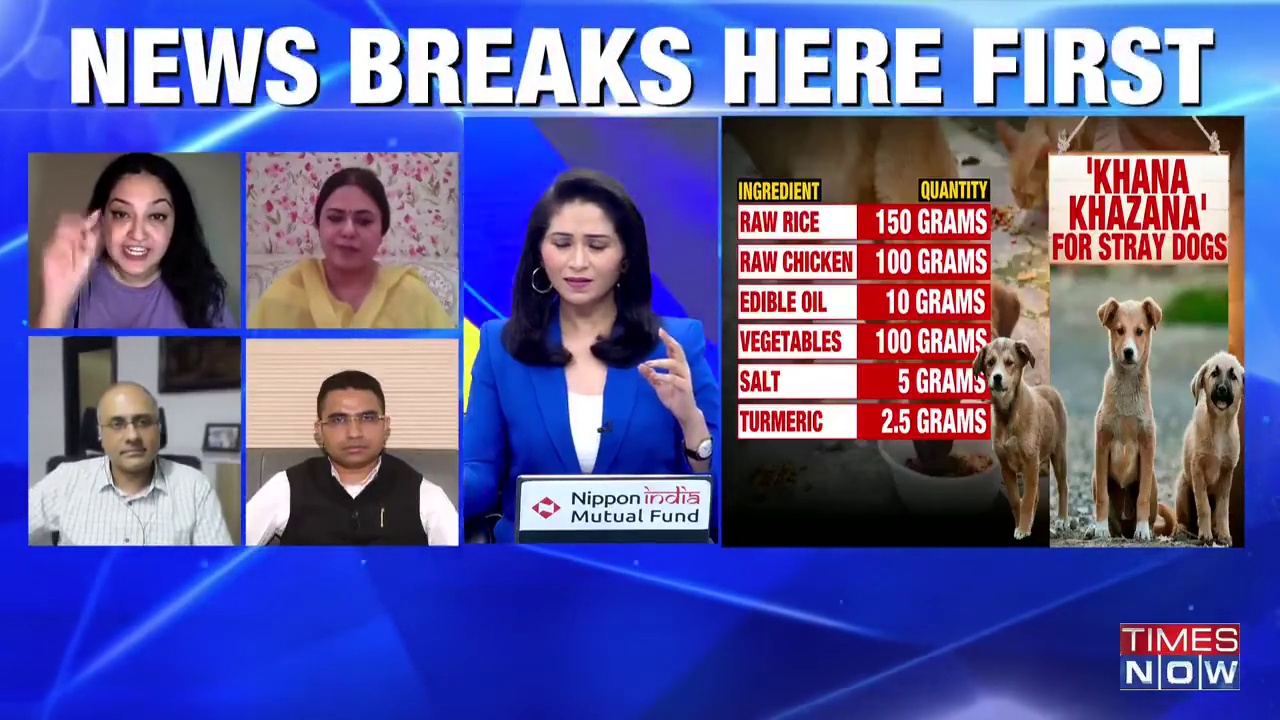 NEWS BREAKS HERE FIRST
INGREDIENT QUANTITY
RAW RICE 150 GRAMS
RAW CHICKEN 100 GRAMS
EDIBLE OIL 10 GRAMS
VEGETABLES 100 GRAMS
SALT 5 GRAMS
TURMERIC 2.5 GRAMS
'KHANA
KHAZANA'
FOR STRAY DOGS
Nippon india
Mutual Fund
TIMES
NOW